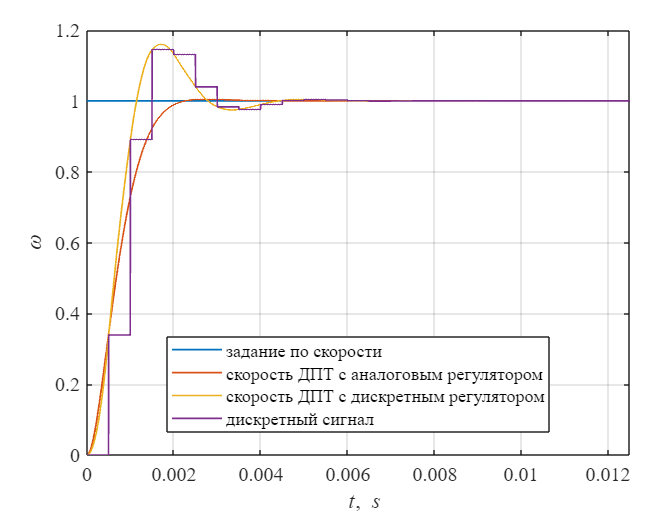 1.2
1
0.8
0.6
0.4
0.2
0
ω
задание по скорости
скорость ДПТ с аналоговым регулятором
скорость ДПТ с дискретным регулятором
дискретный сигнал
0 0.002 0.004 0.006 0.008 0.01 0.012
t, s